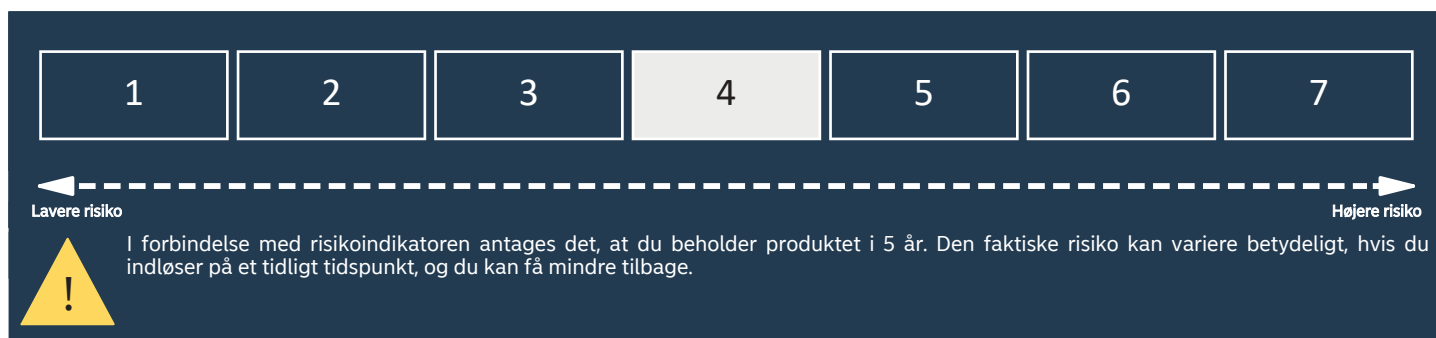 1 2 3 4 5 6 7
Lavere risiko Højere risiko
I forbindelse med risikoindikatoren antages det, at du beholder produktet i 5 år. Den faktiske risiko kan variere betydeligt, hvis du
indløser på et tidligt tidspunkt, og du kan få mindre tilbage.
!